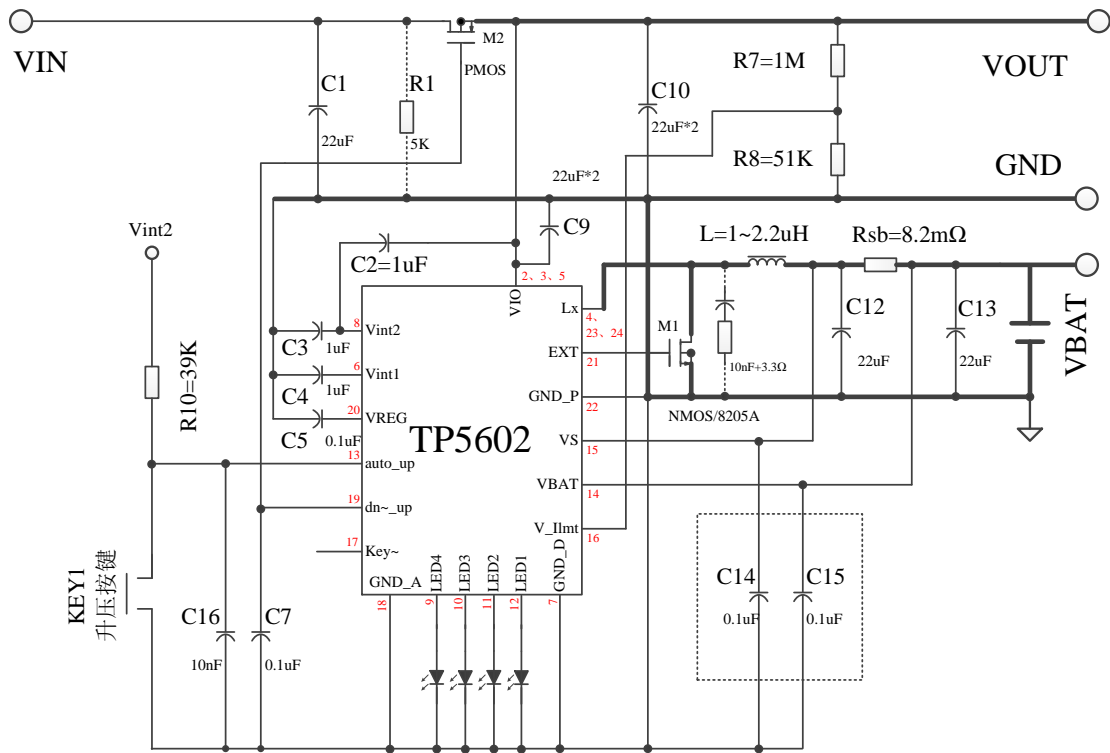 VIN
M2
PMOS
R7=1M
VOUT
C1
22uF
R1
5K
C10
22uF*2
R8=51K
GND
22uF*2
Vint2
C9
C2=1uF
L=1~2.2uH
Rsb=8.2mΩ
2、3、5
VIO
Lx
4、
23、24
C3
1uF
8
Vint2
M1
EXT
21
10nF+3.3Ω
C12
22uF
C13
22uF
VBAT
R10=39K
C4
1uF
6
Vint1
GND_P
22
NMOS/8205A
C5
0.1uF
20
VREG
TP5602
VS
15
13
auto_up
VBAT
14
19
dn~_up
V_Ilmt
16
17
Key~
GND_A
18
LED4
9
LED3
10
LED2
11
LED1
12
GND_D
7
KEY1
升压按键
C16
10nF
C7
0.1uF
C14
0.1uF
C15
0.1uF